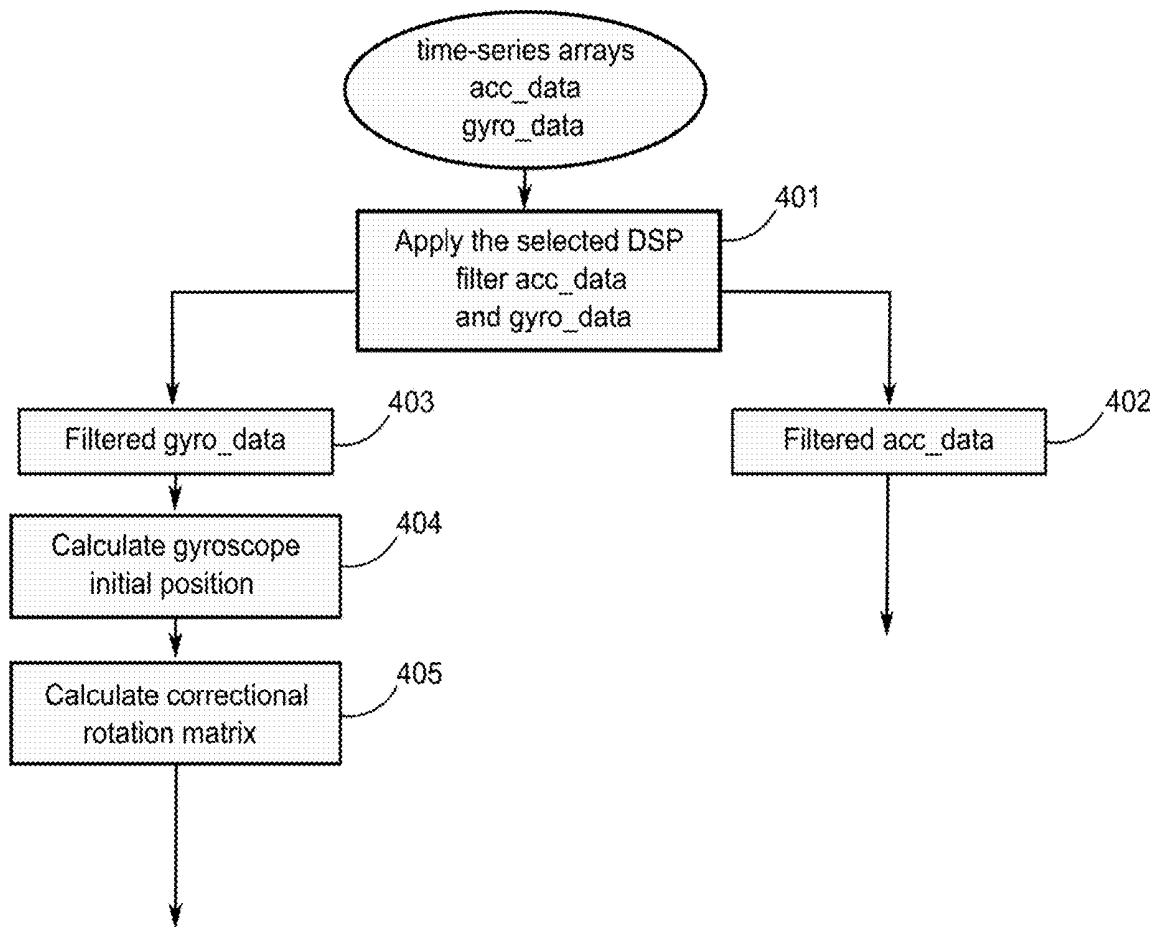 time-series arrays
acc_data
gyro_data
401
Apply the selected DSP
filter acc_data
and gyro_data
403
Filtered gyro_data
402
Filtered acc_data
404
Calculate gyroscope
initial position
405
Calculate correctional
rotation matrix